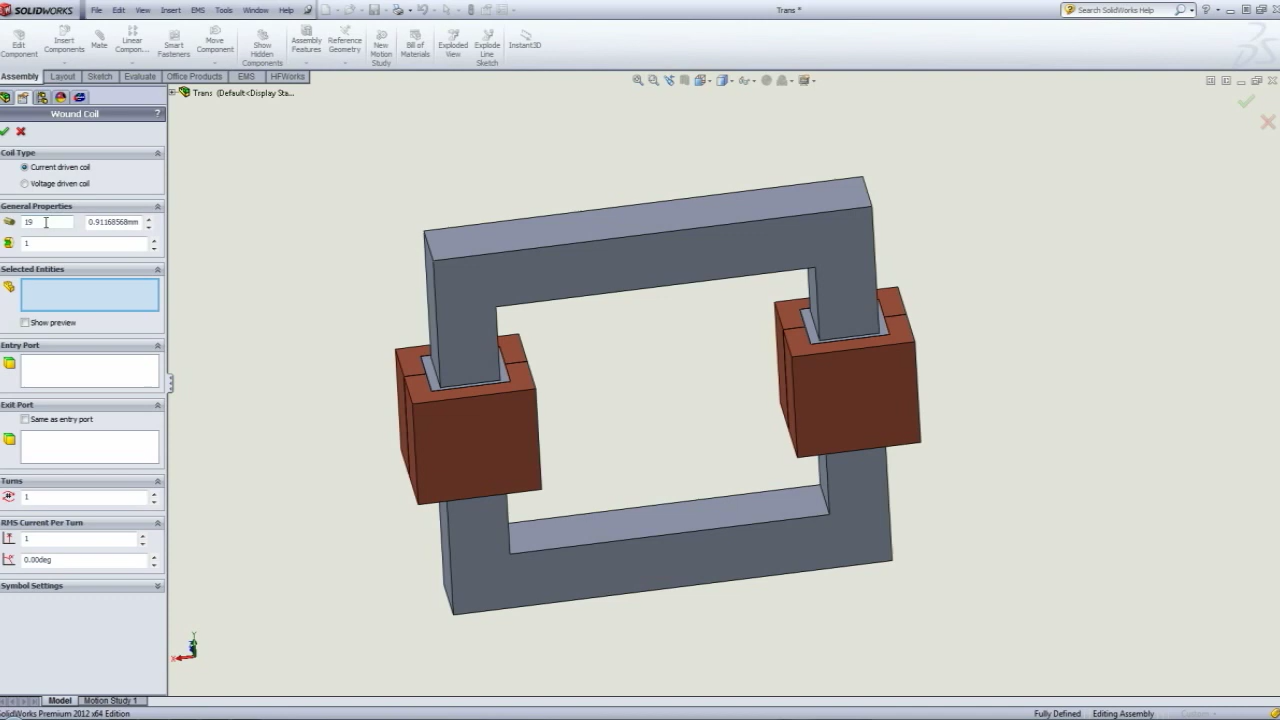 SOLIDWORKS File Edit View Insert EMS Tools Window Help Trans * Search SolidWorks Help
Edit Component
Insert Components
Mate
Linear Compon...
Smart Fasteners
Move Component
Show Hidden Components
Assembly Features
Reference Geometry
New Motion Study
Bill of Materials
Exploded View
Explode Line Sketch
Instant3D
Assembly Layout Sketch Evaluate Office Products EMS HFWorks
Trans (Default<Display Sta...
Wound Coil ?
Coil Type
Current driven coil
Voltage driven coil
General Properties
19 0.91168568mm
1
Selected Entities
Show preview
Entry Port
Exit Port
Same as entry port
Turns
1
RMS Current Per Turn
1
0.00deg
Symbol Settings
Y
X
Model Motion Study 1
SolidWorks Premium 2012 x64 Edition Fully Defined Editing Assembly Custom